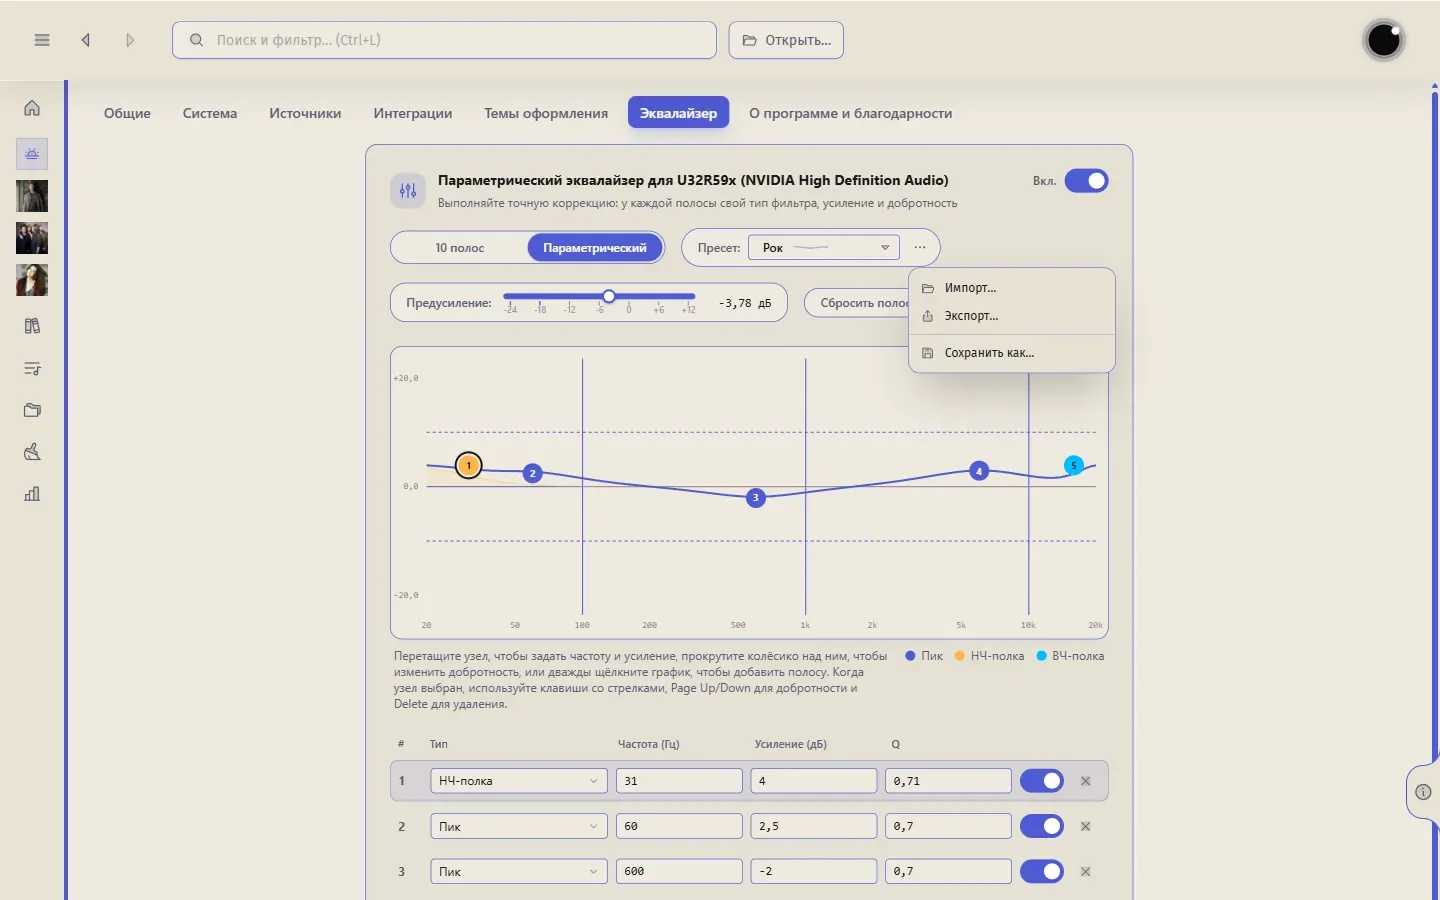 Поиск и фильтр... (Ctrl+L)
Открыть...
Общие
Система
Источники
Интеграции
Темы оформления
Эквалайзер
О программе и благодарности
Параметрический эквалайзер для U32R59x (NVIDIA High Definition Audio)
Выполняйте точную коррекцию: у каждой полосы свой тип фильтра, усиление и добротность
Вкл.
10 полос
Параметрический
Пресет:
Рок
Импорт...
Экспорт...
Сохранить как...
Предусиление:
-24 -18 -12 -6 0 +6 +12
-3,78 дБ
Сбросить полос
+20,0
0,0
-20,0
1
2
3
4
5
20 50 100 200 500 1k 2k 5k 10k 20k
Перетащите узел, чтобы задать частоту и усиление, прокрутите колёсико над ним, чтобы
изменить добротность, или дважды щёлкните график, чтобы добавить полосу. Когда
узел выбран, используйте клавиши со стрелками, Page Up/Down для добротности и
Delete для удаления.
Пик
НЧ-полка
ВЧ-полка
# Тип Частота (Гц) Усиление (дБ) Q
1 НЧ-полка 31 4 0,71
2 Пик 60 2,5 0,7
3 Пик 600 -2 0,7